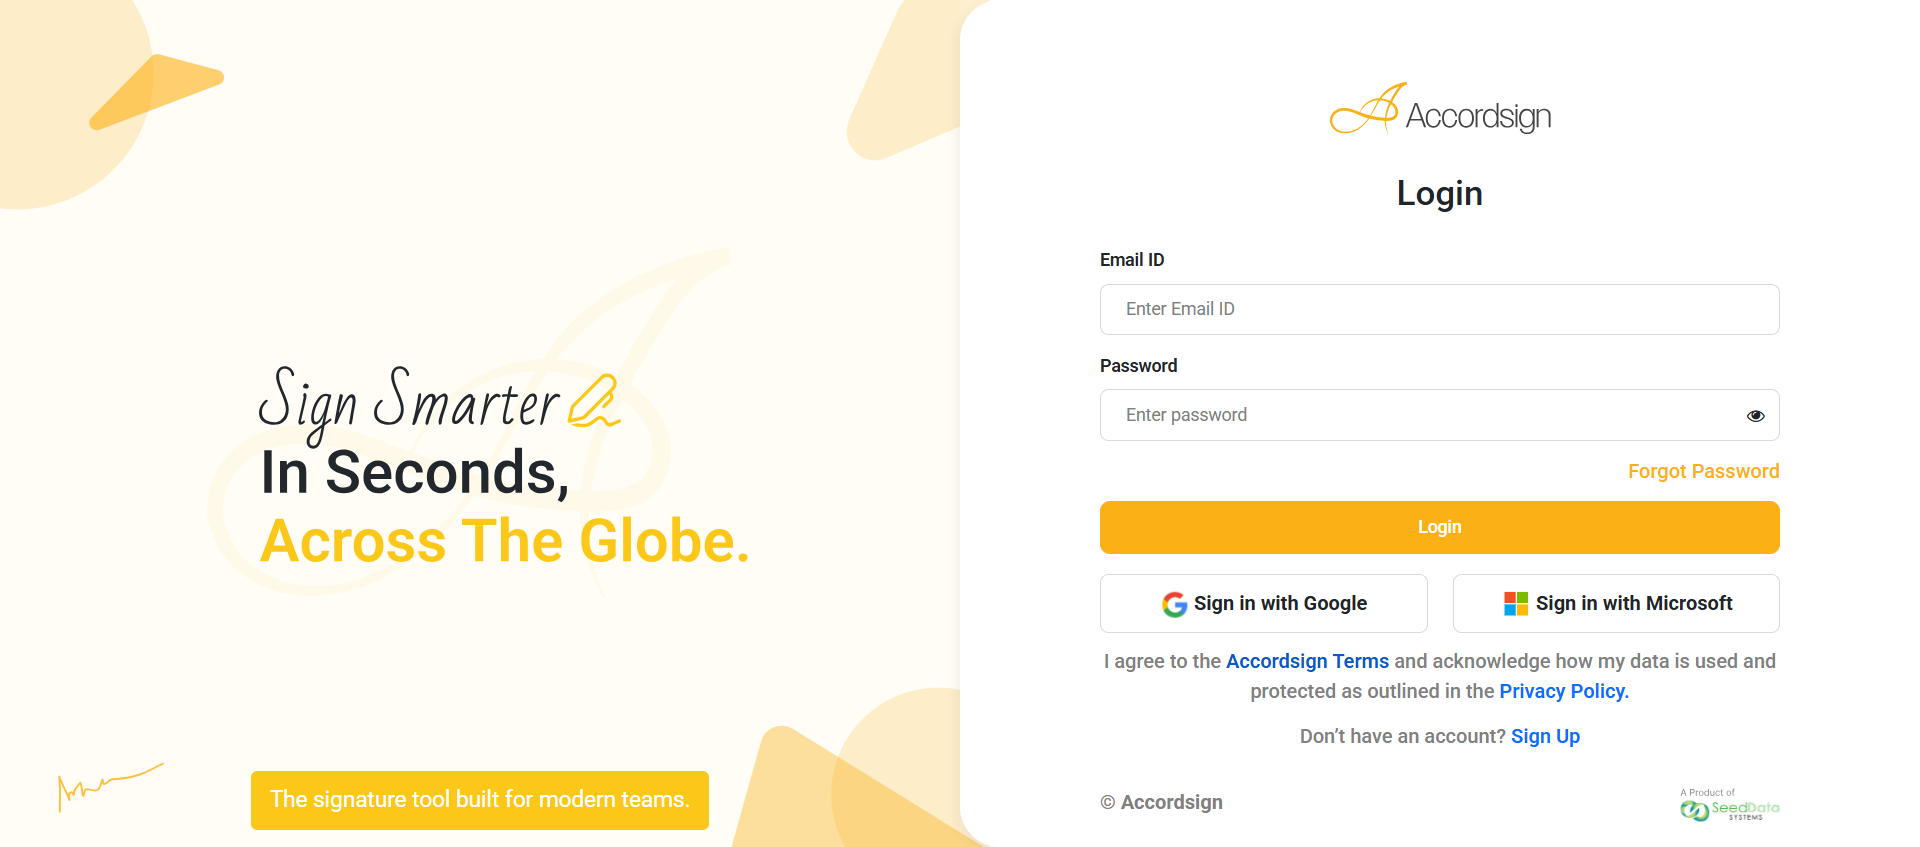 Sign Smarter
In Seconds,
Across The Globe.
The signature tool built for modern teams.
Accordsign
Login
Email ID
Enter Email ID
Password
Enter password
Forgot Password
Login
Sign in with Google
Sign in with Microsoft
I agree to the Accordsign Terms and acknowledge how my data is used and
protected as outlined in the Privacy Policy.
Don’t have an account? Sign Up
© Accordsign
A Product of
SeedData
SYSTEMS